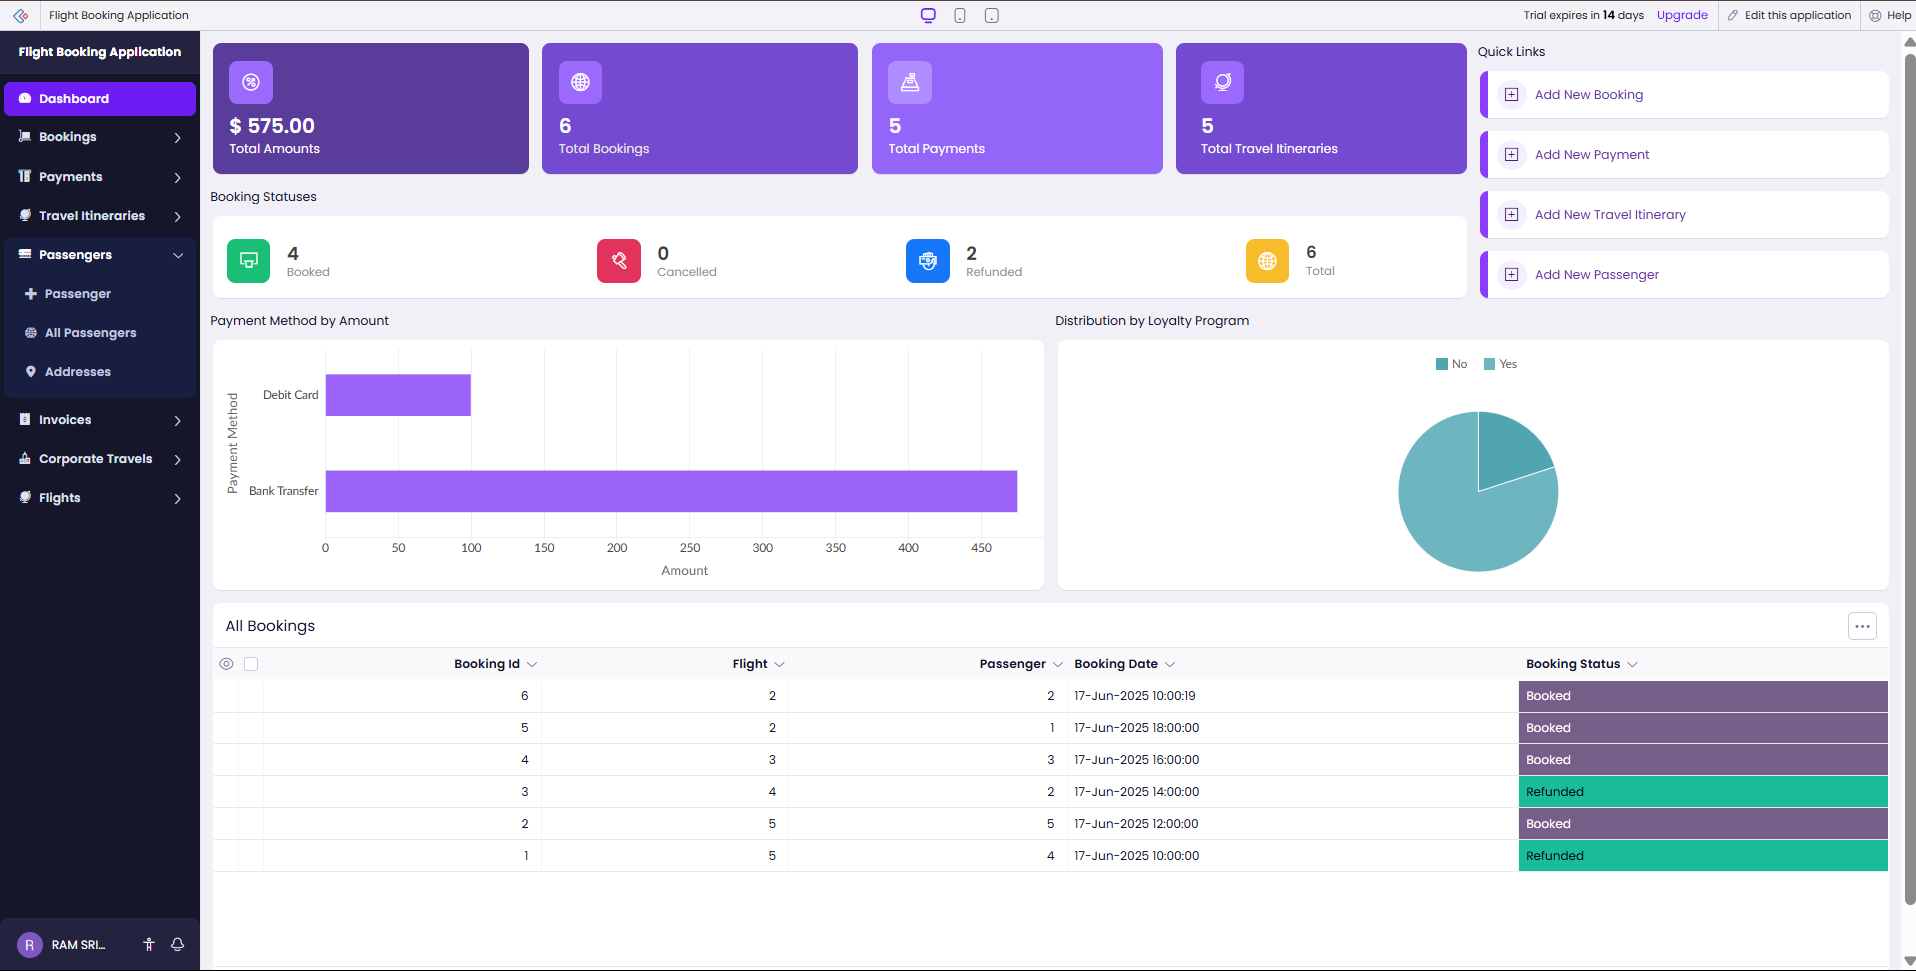 Flight Booking Application
Trial expires in 14 days
Upgrade
Edit this application
Help
Flight Booking Application
Dashboard
Bookings
Payments
Travel Itineraries
Passengers
Passenger
All Passengers
Addresses
Invoices
Corporate Travels
Flights
R RAM SRI...
$ 575.00
Total Amounts
6
Total Bookings
5
Total Payments
5
Total Travel Itineraries
Quick Links
Add New Booking
Add New Payment
Add New Travel Itinerary
Add New Passenger
Booking Statuses
4
Booked
0
Cancelled
2
Refunded
6
Total
Payment Method by Amount
Payment Method
Debit Card
Bank Transfer
0 50 100 150 200 250 300 350 400 450
Amount
Distribution by Loyalty Program
No Yes
All Bookings
Booking Id Flight Passenger Booking Date Booking Status
6 2 2 17-Jun-2025 10:00:19 Booked
5 2 1 17-Jun-2025 18:00:00 Booked
4 3 3 17-Jun-2025 16:00:00 Booked
3 4 2 17-Jun-2025 14:00:00 Refunded
2 5 5 17-Jun-2025 12:00:00 Booked
1 5 4 17-Jun-2025 10:00:00 Refunded